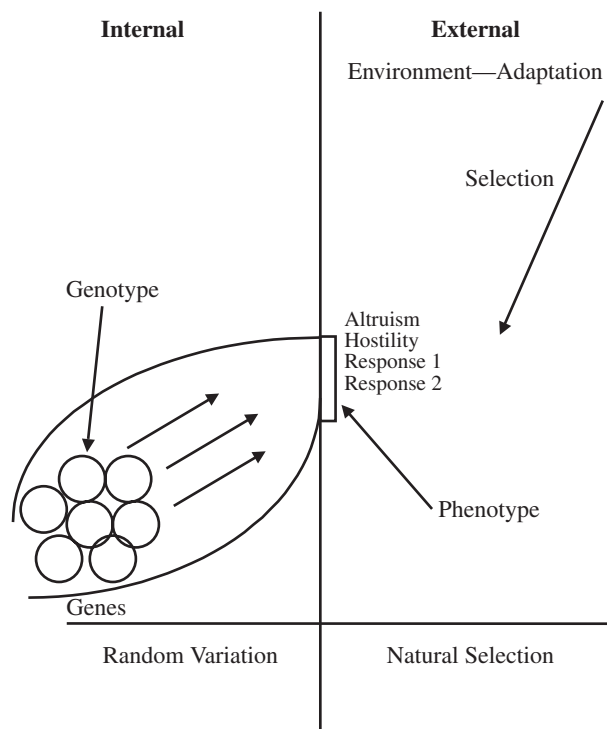 Internal
External
Environment—Adaptation
Selection
Genotype
Altruism
Hostility
Response 1
Response 2
Phenotype
Genes
Random Variation
Natural Selection